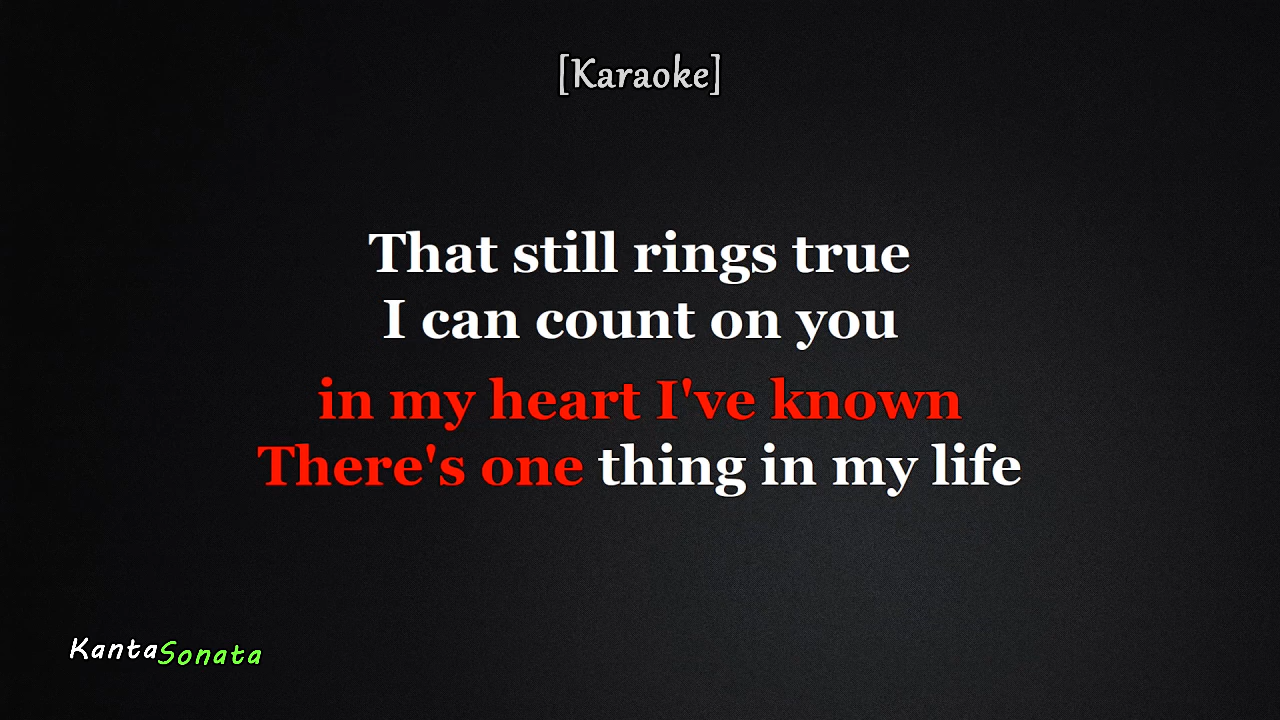 [Karaoke]
That still rings true
I can count on you
in my heart I've known
There's one thing in my life
KantaSonata